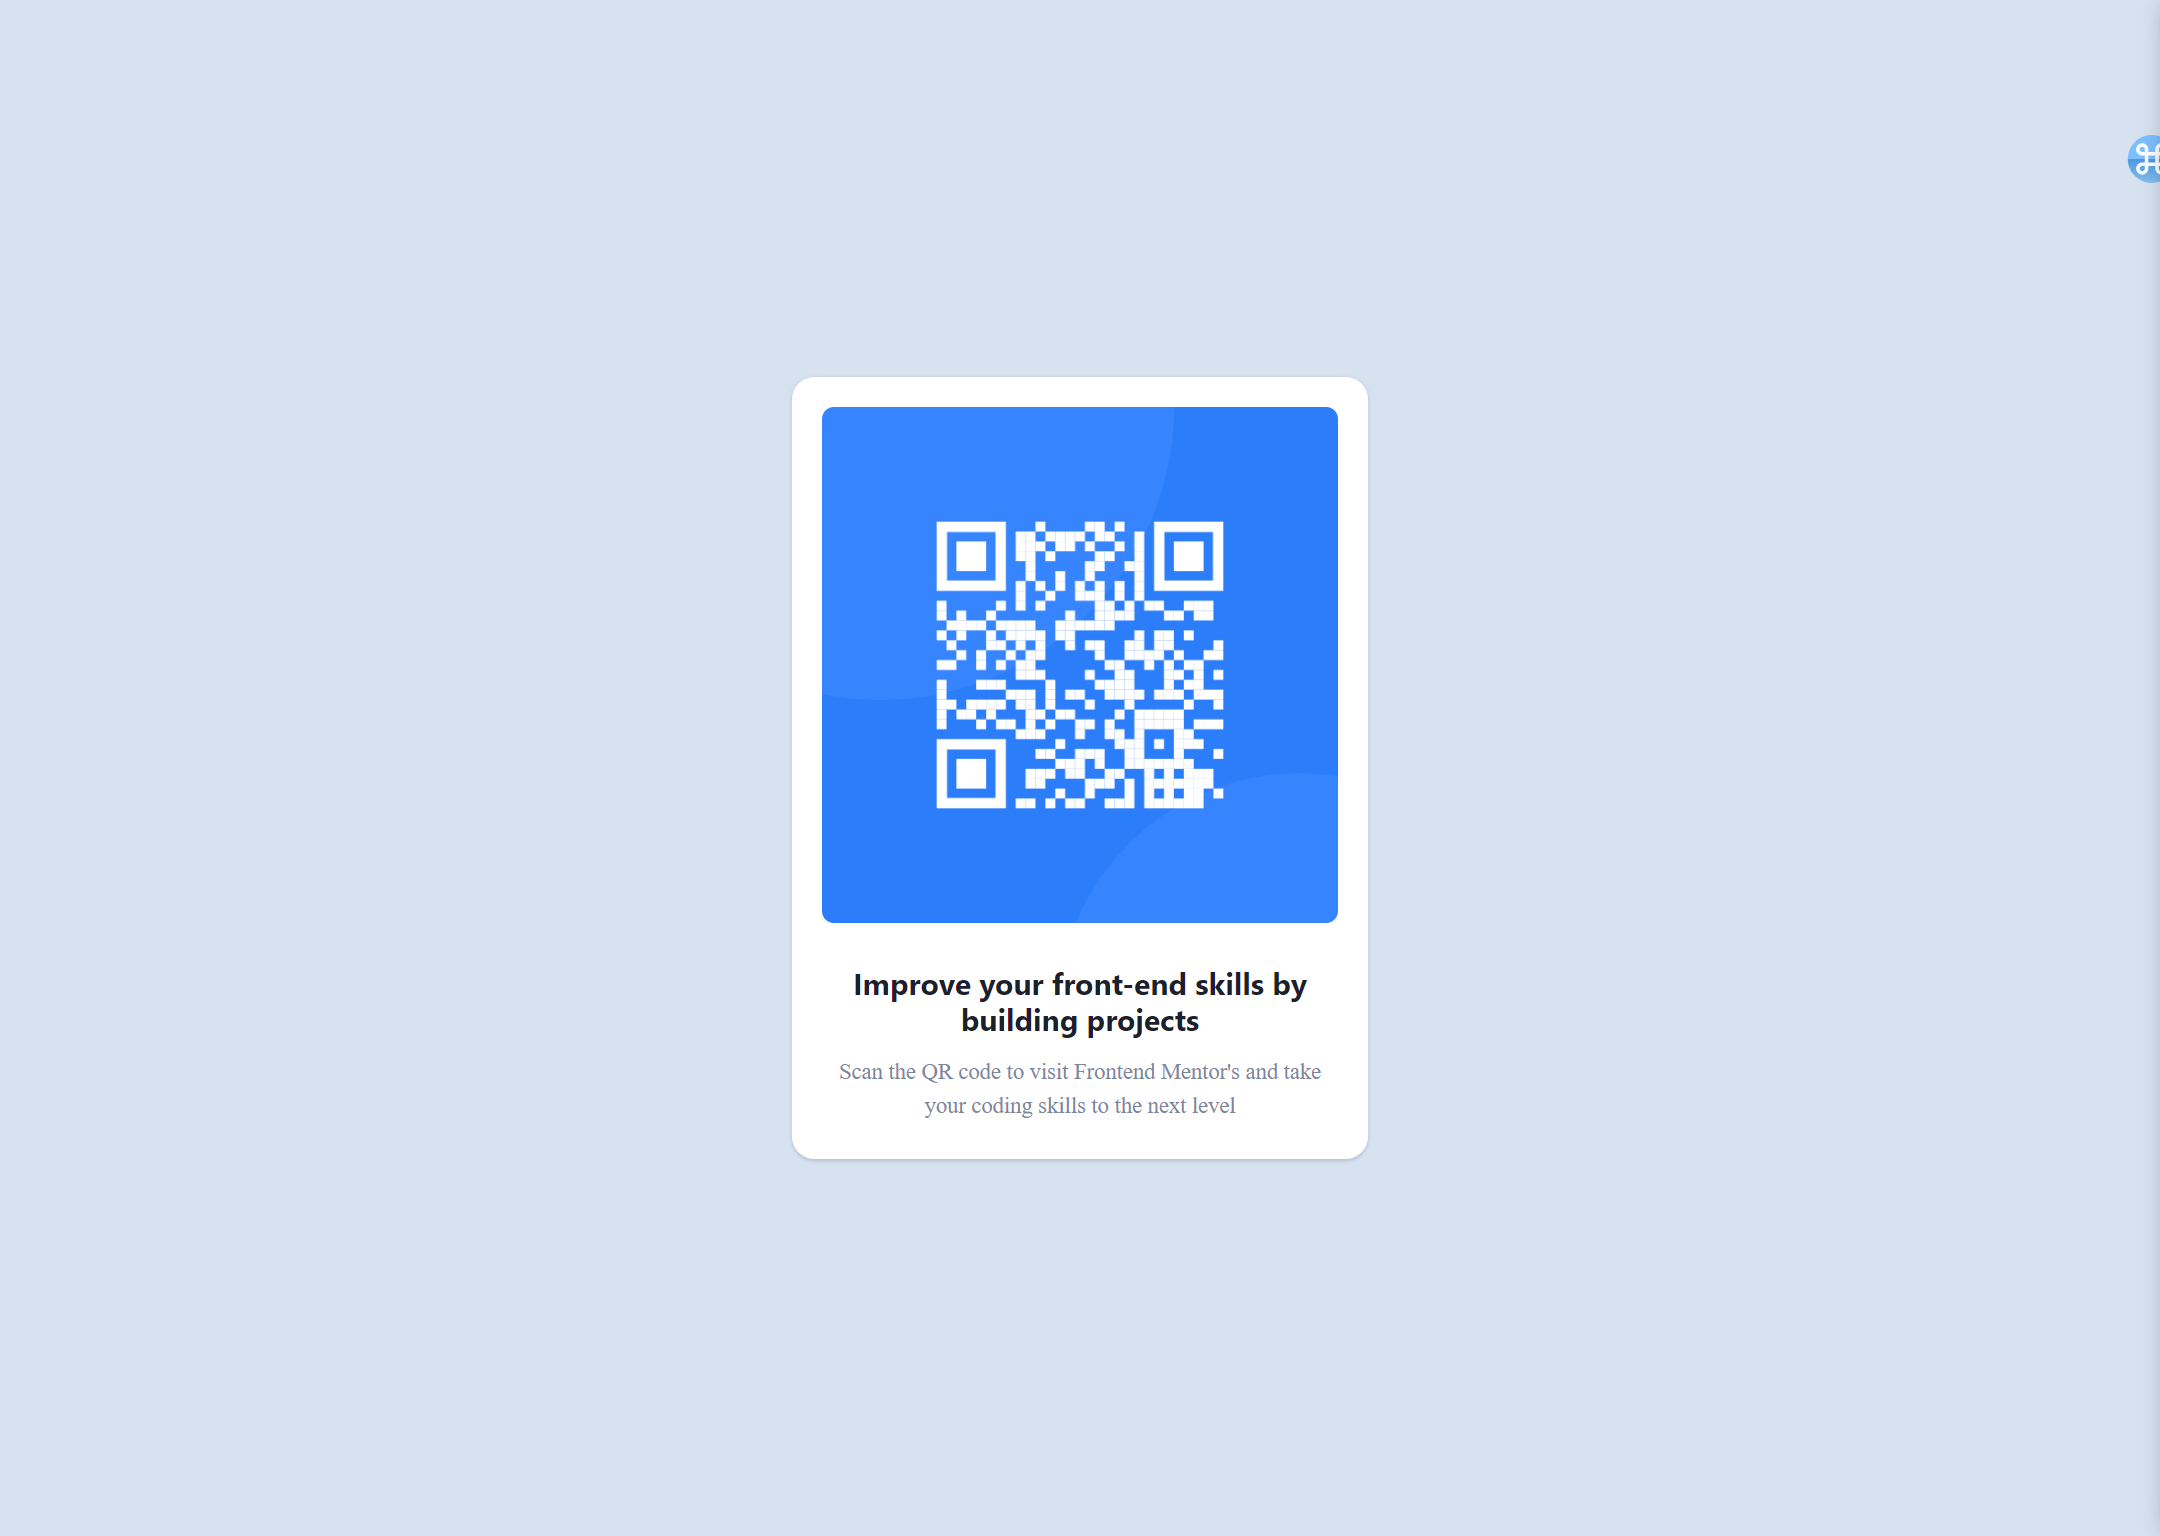 Improve your front-end skills by
building projects
Scan the QR code to visit Frontend Mentor's and take
your coding skills to the next level